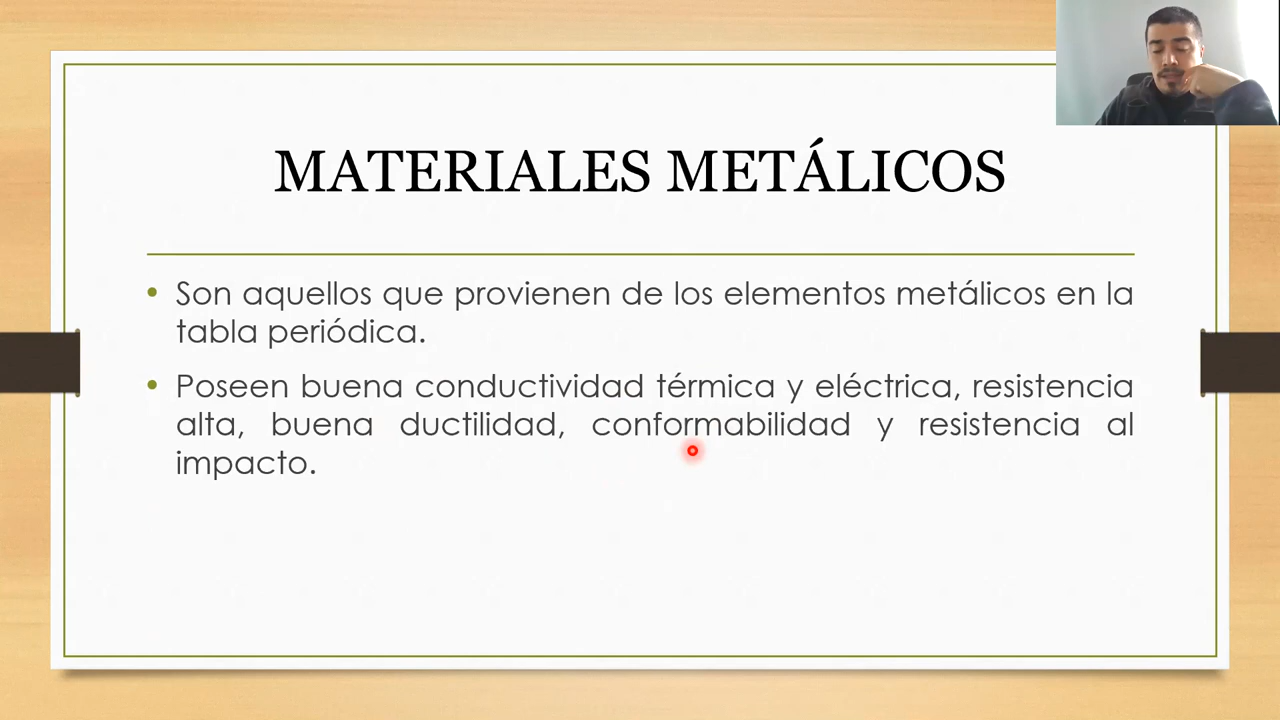 MATERIALES METÁLICOS
• Son aquellos que provienen de los elementos metálicos en la
tabla periódica.
• Poseen buena conductividad térmica y eléctrica, resistencia
alta, buena ductilidad, conformabilidad y resistencia al
impacto.